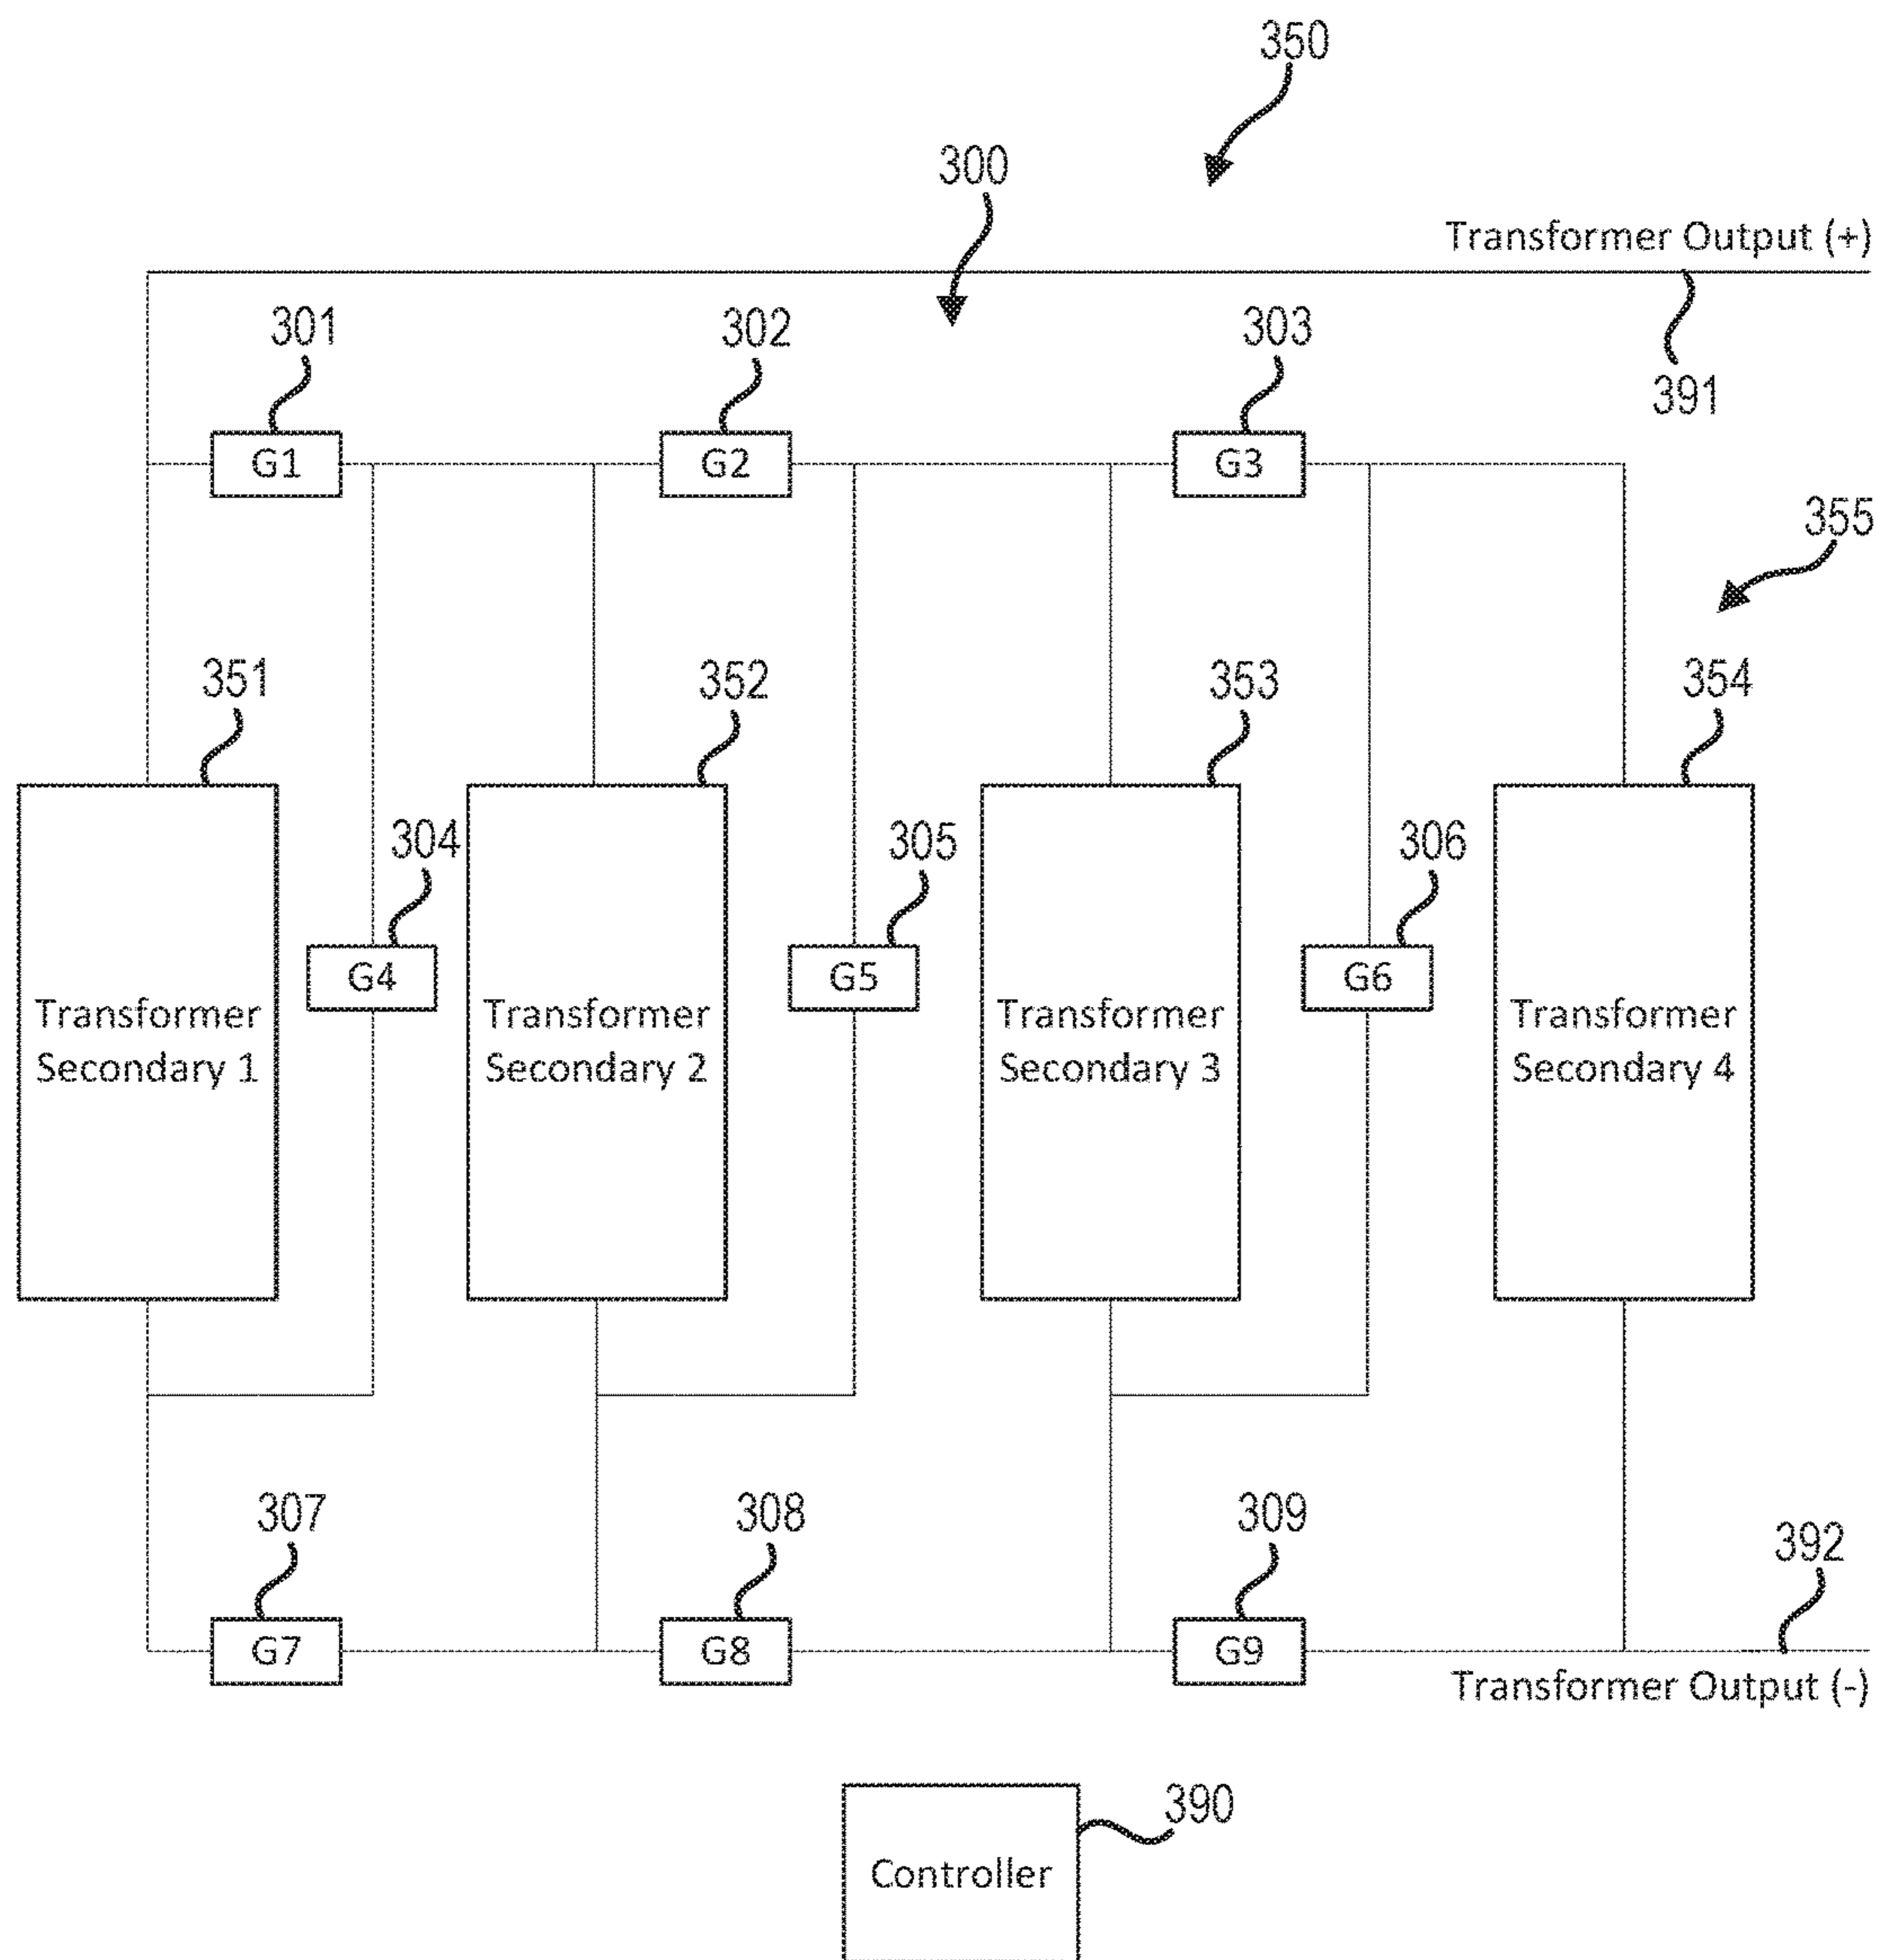 350
300
Transformer Output (+)
301
302
303
391
G1
G2
G3
355
351
352
353
354
304
305
306
G4
G5
G6
Transformer
Secondary 1
Transformer
Secondary 2
Transformer
Secondary 3
Transformer
Secondary 4
307
308
309
392
G7
G8
G9
Transformer Output (-)
390
Controller